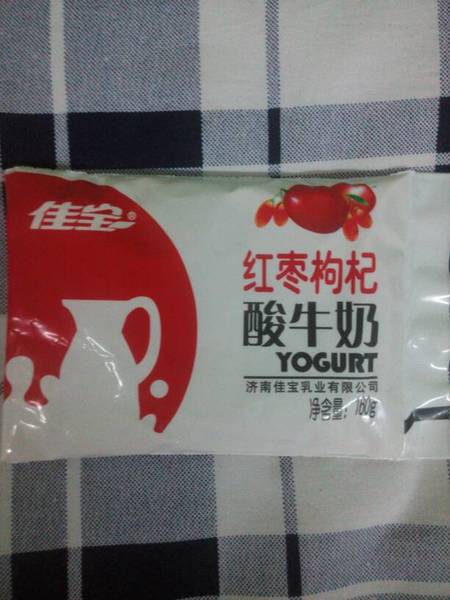 佳宝®
红枣枸杞
酸牛奶
YOGURT
济南佳宝乳业有限公司
净含量：160g